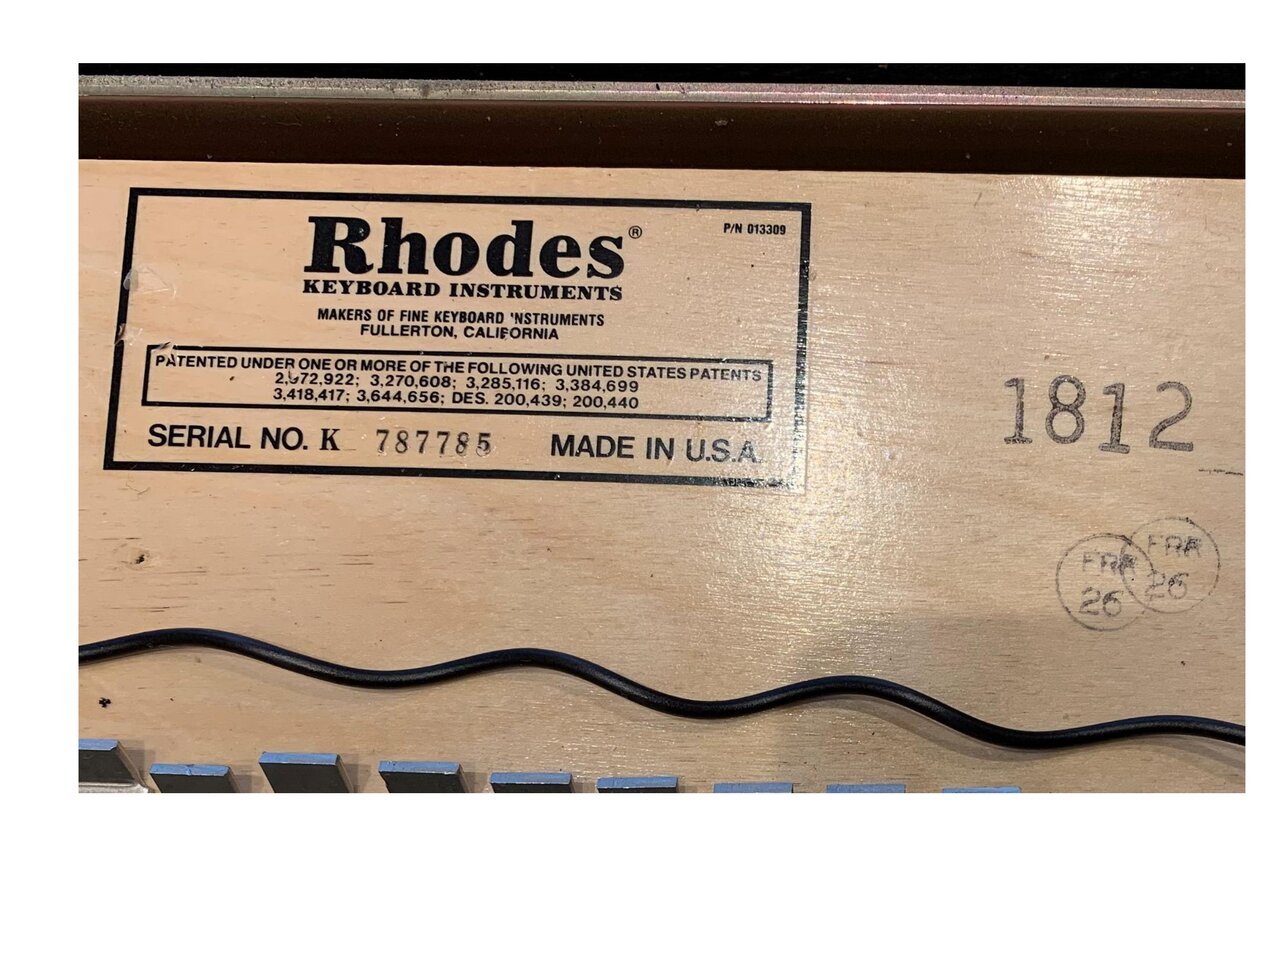 Rhodes®
P/N 013309
KEYBOARD INSTRUMENTS
MAKERS OF FINE KEYBOARD INSTRUMENTS
FULLERTON, CALIFORNIA
PATENTED UNDER ONE OR MORE OF THE FOLLOWING UNITED STATES PATENTS
2,972,922; 3,270,608; 3,285,116; 3,384,699
3,418,417; 3,644,656; DES. 200,439; 200,440
SERIAL NO. K 787785 MADE IN U.S.A.
1812
FRR
26
FRR
26